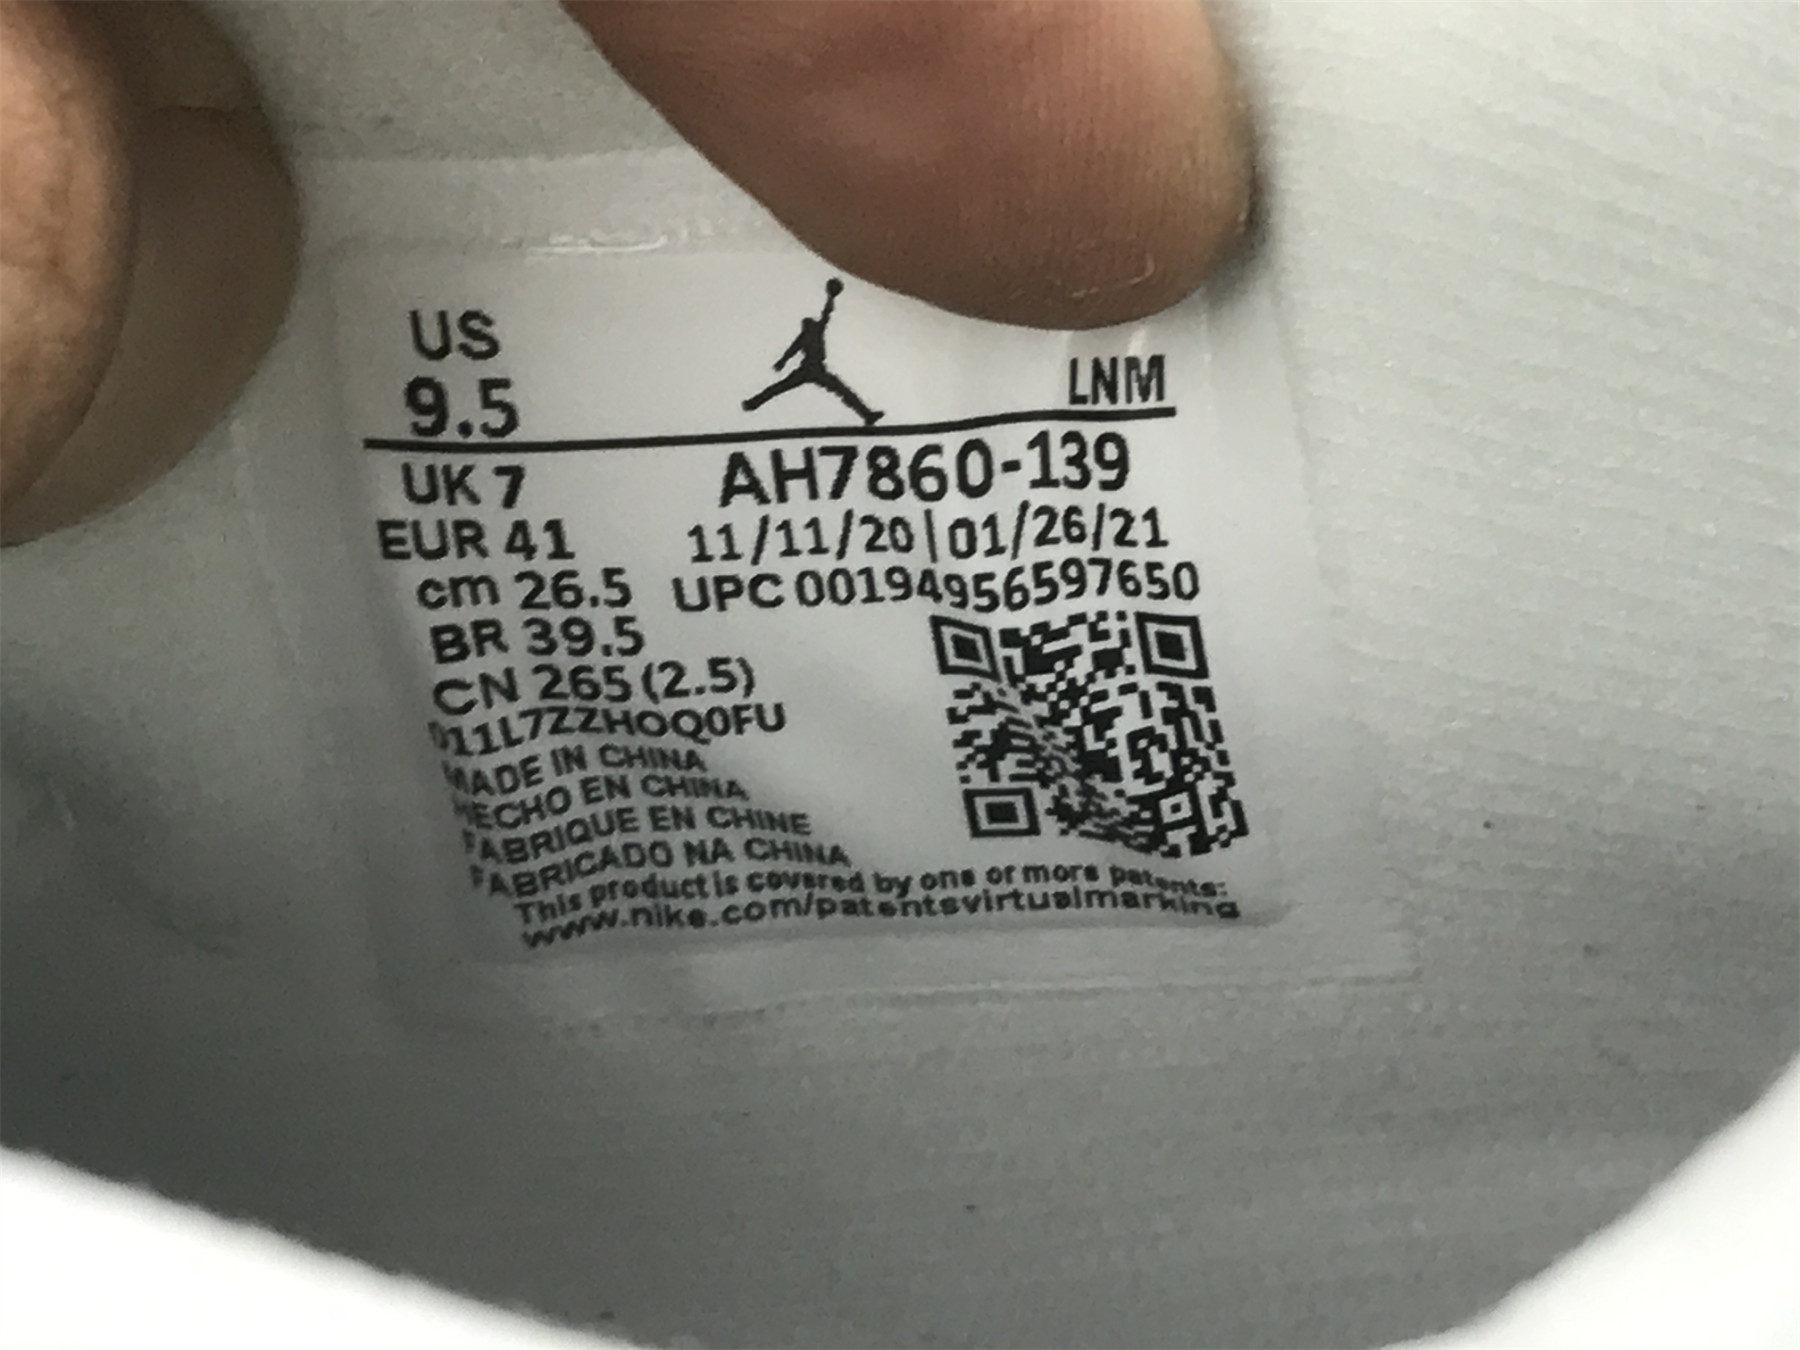 US
9.5
LNM
UK 7
AH7860-139
EUR 41
11/11/20|01/26/21
cm 26.5
UPC 00194956597650
BR 39.5
CN 265 (2.5)
011L7ZZHOQ0FU
MADE IN CHINA
HECHO EN CHINA
FABRIQUE EN CHINE
FABRICADO NA CHINA
This product is covered by one or more patents:
www.nike.com/patentsvirtualmarking